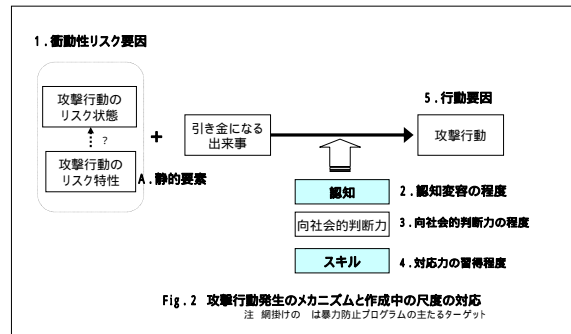 1.衝動性リスク要因
攻撃行動の
リスク状態
?
攻撃行動の
リスク特性
A.静的要素
+
引き金になる
出来事
5.行動要因
攻撃行動
認知
2.認知変容の程度
向社会的判断力
3.向社会的判断力の程度
スキル
4.対応力の習得程度
Fig.2 攻撃行動発生のメカニズムと作成中の尺度の対応
注 網掛けの は暴力防止プログラムの主たるターゲット